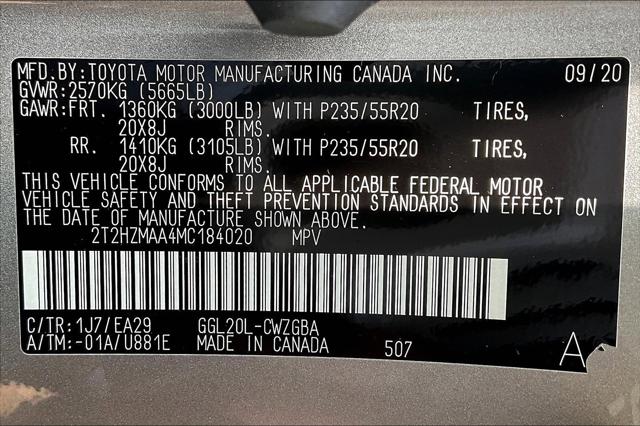 MFD.BY:TOYOTA MOTOR MANUFACTURING CANADA INC. 09/20
GVWR:2570KG (5665LB)
GAWR:FRT. 1360KG (3000LB) WITH P235/55R20 TIRES,
20X8J RIMS.
RR. 1410KG (3105LB) WITH P235/55R20 TIRES,
20X8J RIMS.
THIS VEHICLE CONFORMS TO ALL APPLICABLE FEDERAL MOTOR
VEHICLE SAFETY AND THEFT PREVENTION STANDARDS IN EFFECT ON
THE DATE OF MANUFACTURE SHOWN ABOVE.
2T2HZMAA4MC184020 MPV
C/TR:1J7/EA29 GGL20L-CWZGBA
A/TM:-01A/U881E MADE IN CANADA 507 A